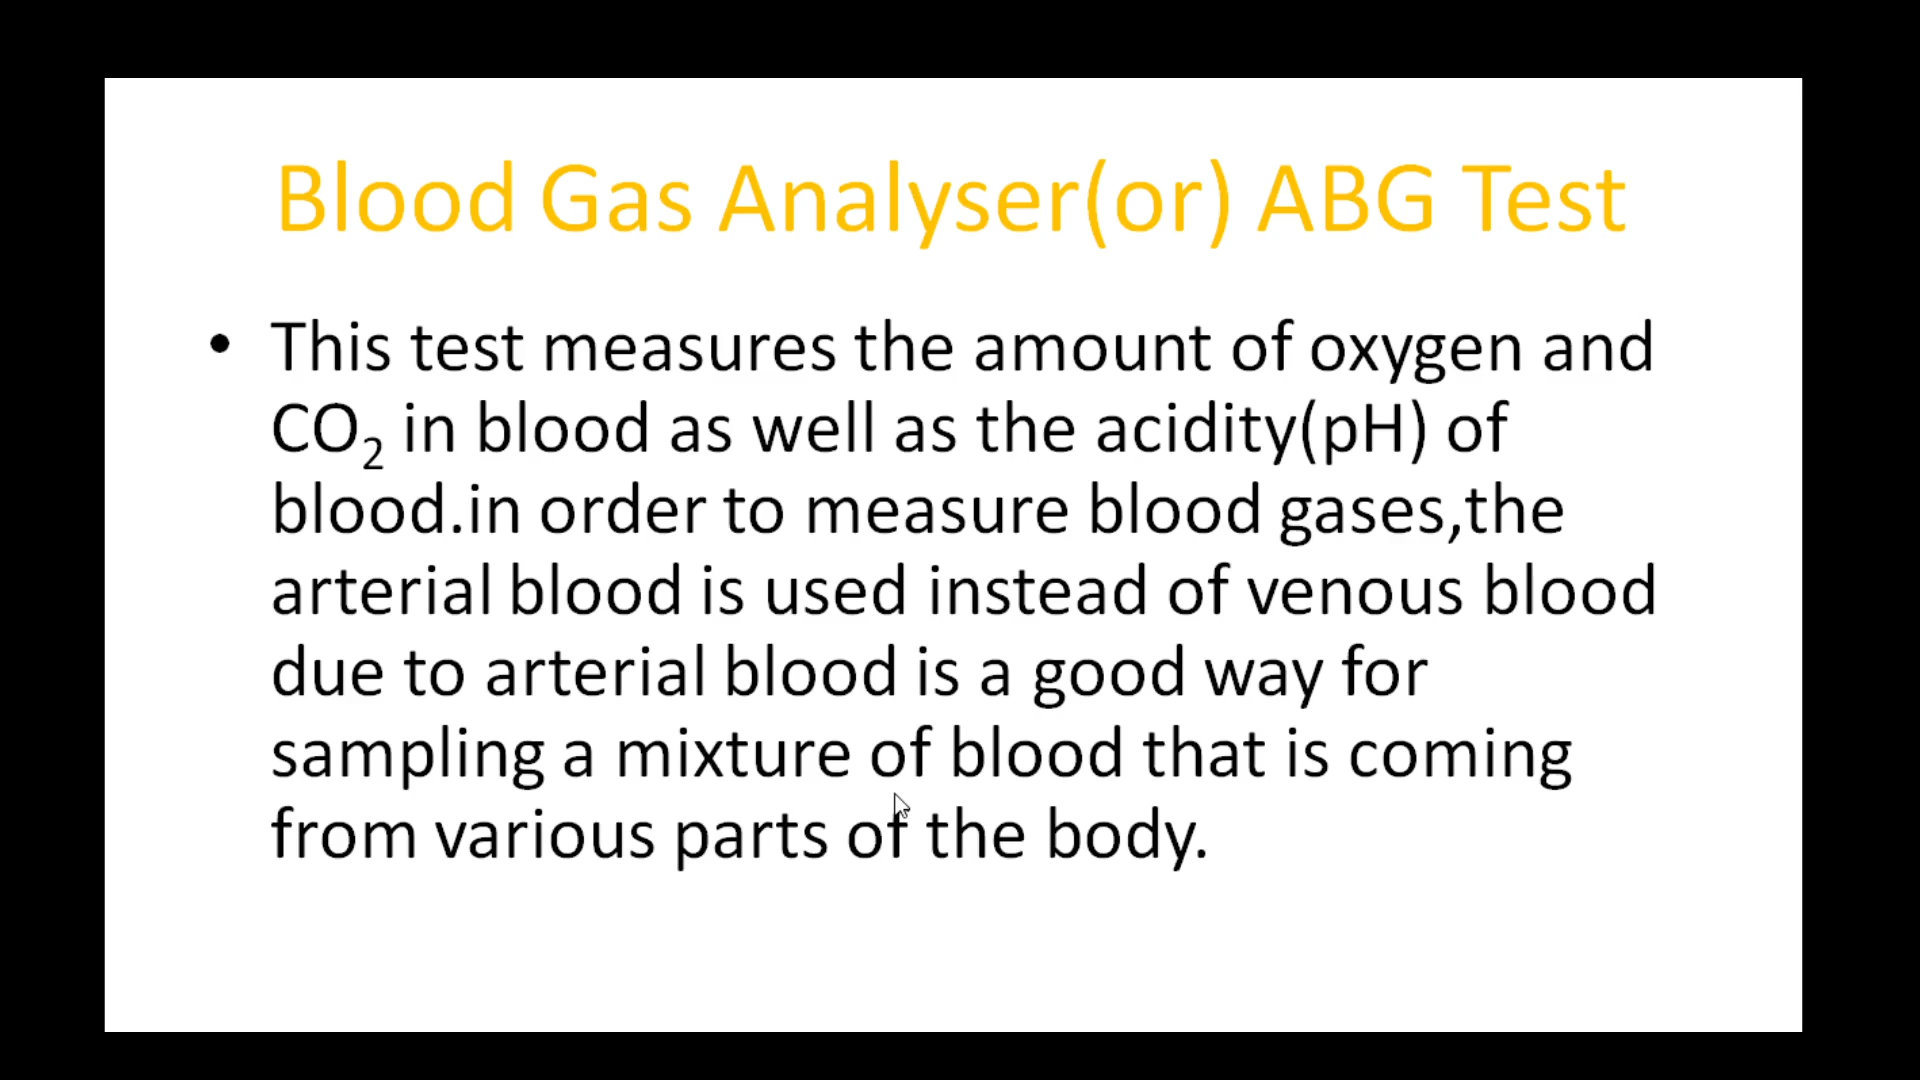 Blood Gas Analyser(or) ABG Test
• This test measures the amount of oxygen and
CO₂ in blood as well as the acidity(pH) of
blood.in order to measure blood gases,the
arterial blood is used instead of venous blood
due to arterial blood is a good way for
sampling a mixture of blood that is coming
from various parts of the body.